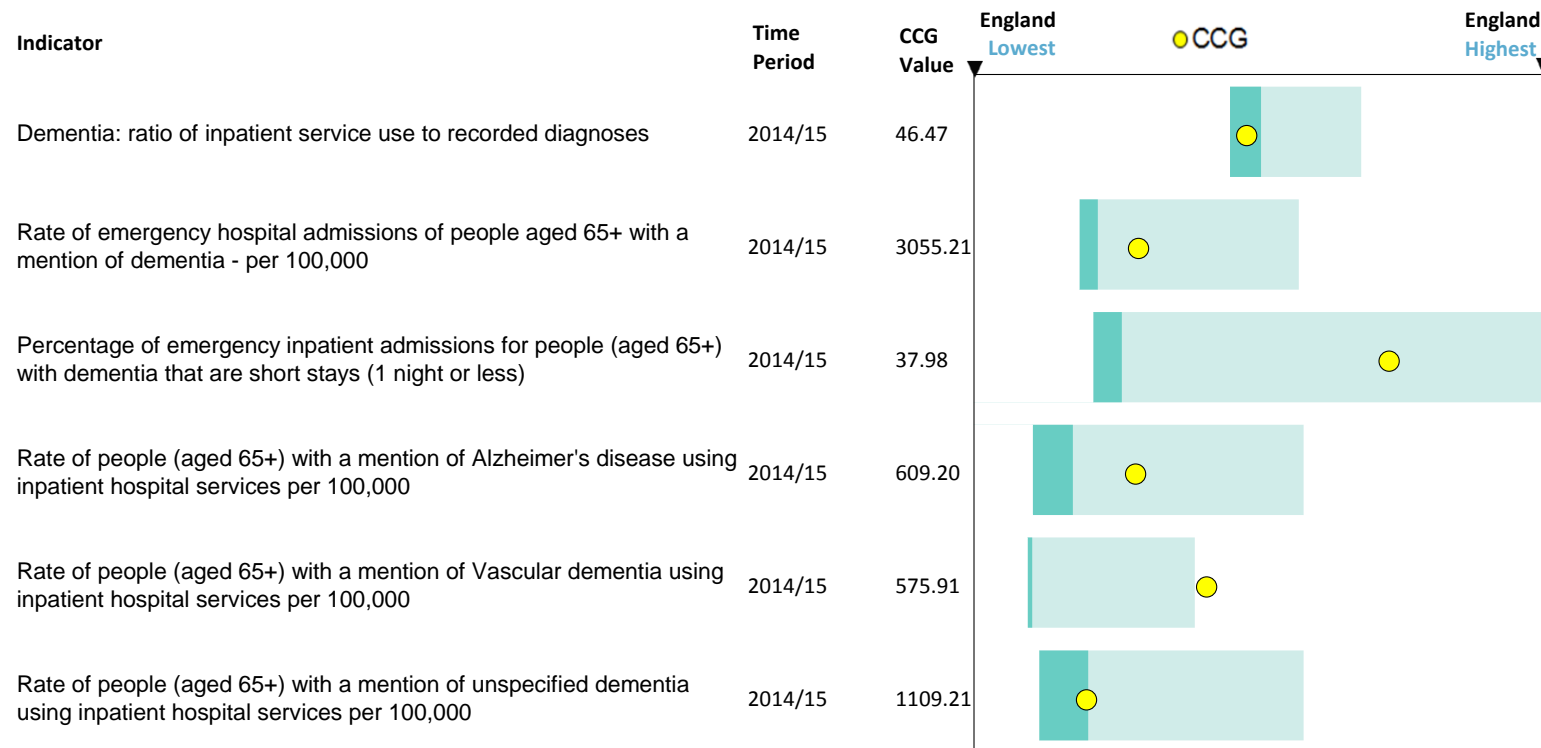 Indicator
Time
Period
CCG
Value
England
Lowest
CCG
England
Highest
Dementia: ratio of inpatient service use to recorded diagnoses
2014/15
46.47
Rate of emergency hospital admissions of people aged 65+ with a
mention of dementia - per 100,000
2014/15
3055.21
Percentage of emergency inpatient admissions for people (aged 65+)
with dementia that are short stays (1 night or less)
2014/15
37.98
Rate of people (aged 65+) with a mention of Alzheimer's disease using
inpatient hospital services per 100,000
2014/15
609.20
Rate of people (aged 65+) with a mention of Vascular dementia using
inpatient hospital services per 100,000
2014/15
575.91
Rate of people (aged 65+) with a mention of unspecified dementia
using inpatient hospital services per 100,000
2014/15
1109.21